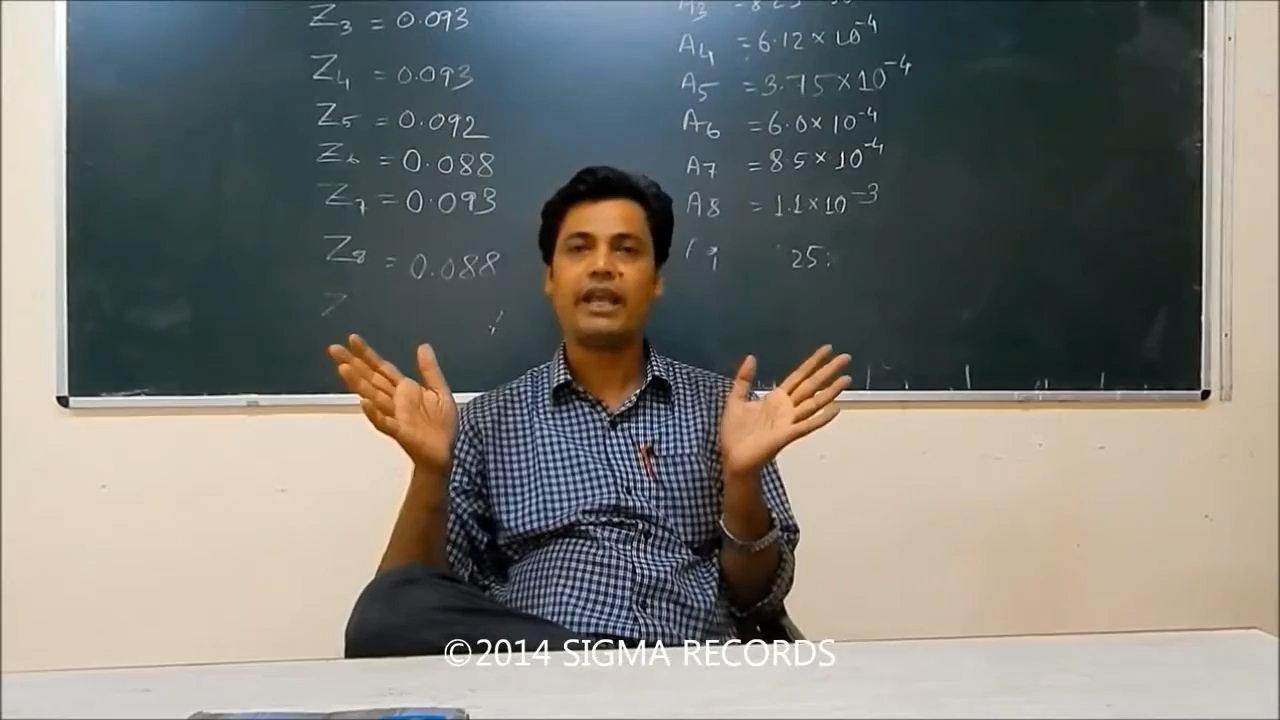 Z3 = 0.093
Z4 = 0.093
Z5 = 0.092
Z6 = 0.088
Z7 = 0.093
Z8 = 0.088
Z
A3
A4 = 6.12 × 10^-4
A5 = 3.75 × 10^-4
A6 = 6.0 × 10^-4
A7 = 8.5 × 10^-4
A8 = 1.1 × 10^-3
25
©2014 SIGMA RECORDS